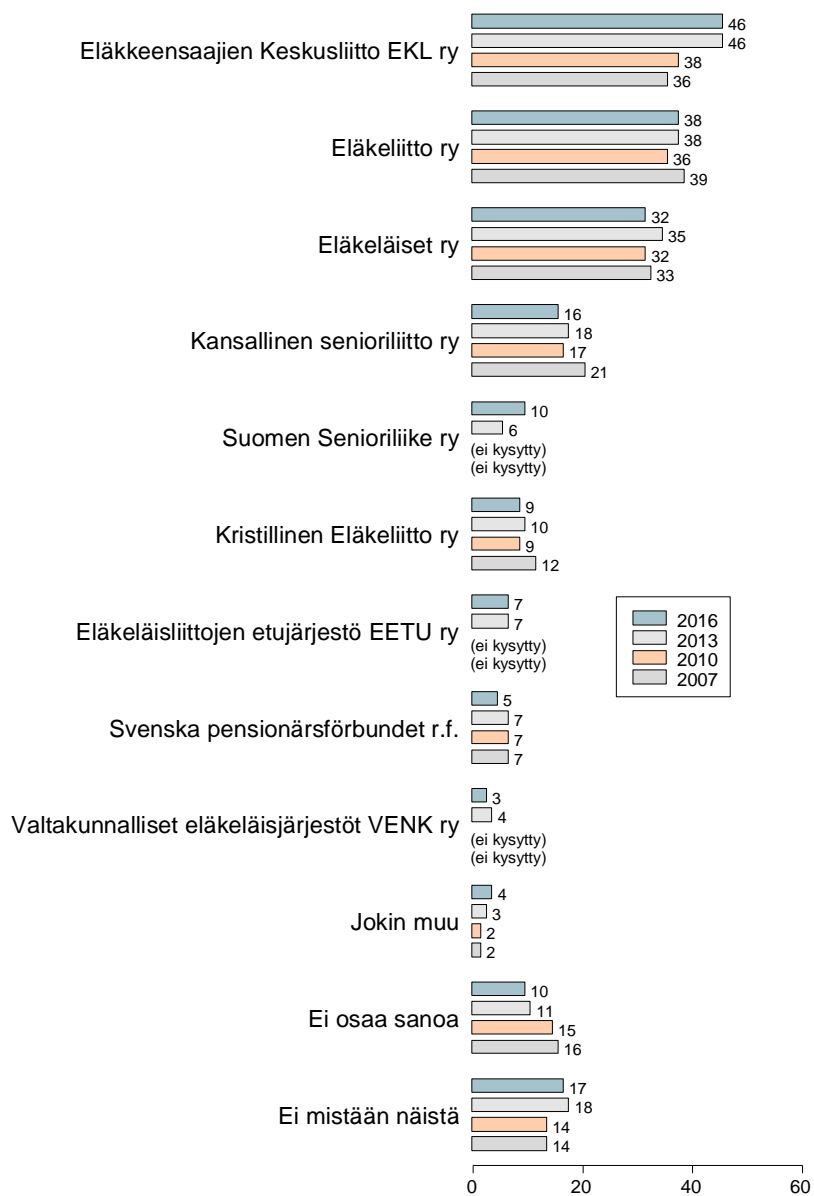 Eläkkeensaajien Keskusliitto EKL ry
46
46
38
36
Eläkeliitto ry
38
38
36
39
Eläkeläiset ry
32
35
32
33
Kansallinen senioriliitto ry
16
18
17
21
Suomen Senioriliike ry
10
6
(ei kysytty)
(ei kysytty)
Kristillinen Eläkeliitto ry
9
10
9
12
Eläkeläisliittojen etujärjestö EETU ry
7
7
(ei kysytty)
(ei kysytty)
2016
2013
2010
2007
Svenska pensionärsförbundet r.f.
5
7
7
7
Valtakunnalliset eläkeläisjärjestöt VENK ry
3
4
(ei kysytty)
(ei kysytty)
Jokin muu
4
3
2
2
Ei osaa sanoa
10
11
15
16
Ei mistään näistä
17
18
14
14
0 20 40 60